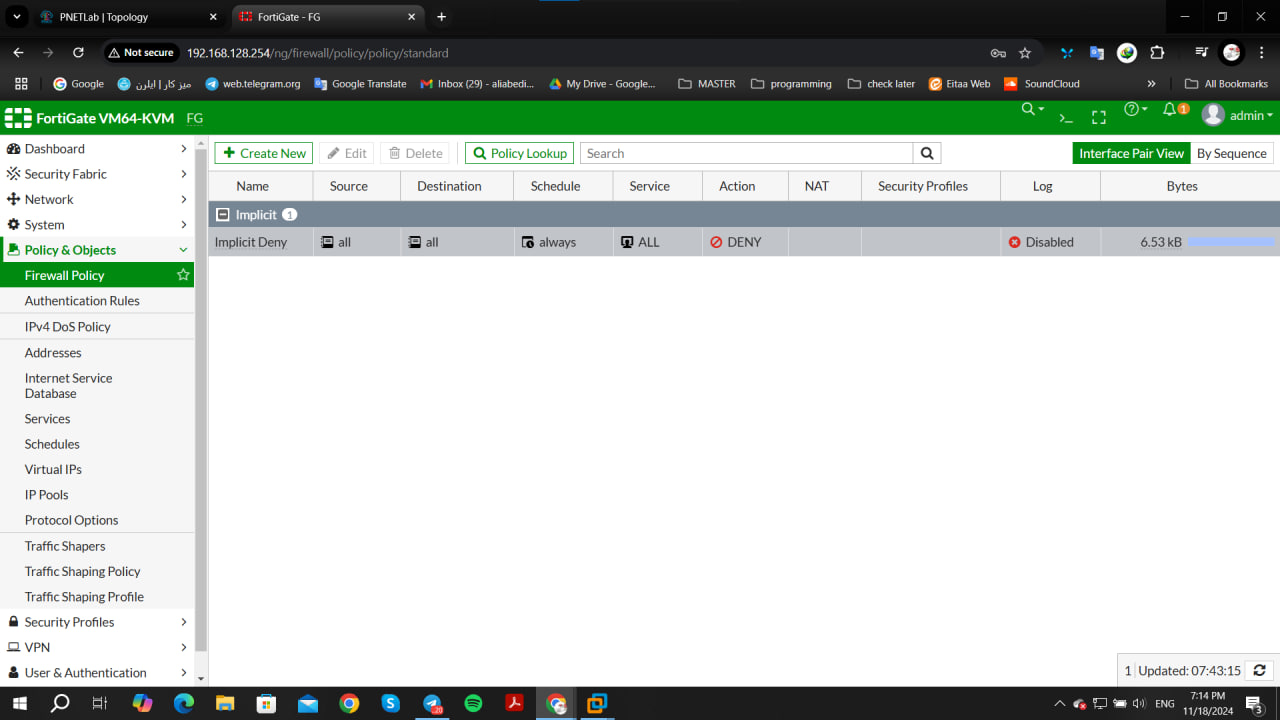 PNETLab | Topology
FortiGate - FG
Not secure 192.168.128.254/ng/firewall/policy/policy/standard
Google میز کار | ایلرن web.telegram.org Google Translate Inbox (29) - aliabedi... My Drive - Google... MASTER programming check later Eitaa Web SoundCloud » All Bookmarks
FortiGate VM64-KVM FG 1 admin
Dashboard
Security Fabric
Network
System
Policy & Objects
Firewall Policy
Authentication Rules
IPv4 DoS Policy
Addresses
Internet Service
Database
Services
Schedules
Virtual IPs
IP Pools
Protocol Options
Traffic Shapers
Traffic Shaping Policy
Traffic Shaping Profile
Security Profiles
VPN
User & Authentication
Create New Edit Delete Policy Lookup Search Interface Pair View By Sequence
Name Source Destination Schedule Service Action NAT Security Profiles Log Bytes
Implicit 1
Implicit Deny all all always ALL DENY Disabled 6.53 kB
1 Updated: 07:43:15
20
ENG
7:14 PM
11/18/2024
3